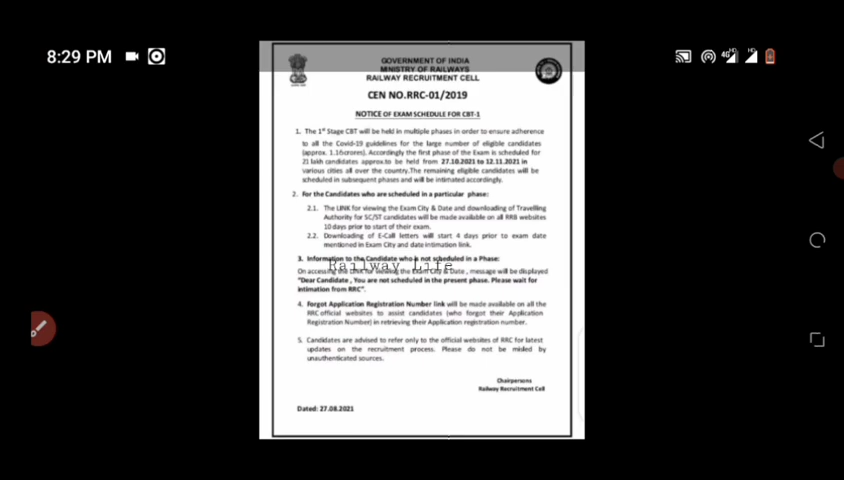 8:29 PM
4G
GOVERNMENT OF INDIA
MINISTRY OF RAILWAYS
RAILWAY RECRUITMENT CELL
CEN NO.RRC-01/2019
NOTICE OF EXAM SCHEDULE FOR CBT-1
1. The 1st Stage CBT will be held in multiple phases in order to ensure adherence
to all the Covid-19 guidelines for the large number of eligible candidates
(approx. 1.16crores). Accordingly the first phase of the Exam is scheduled for
21 lakh candidates approx.to be held from 27.10.2021 to 12.11.2021 in
various cities all over the country.The remaining eligible candidates will be
scheduled in subsequent phases and will be intimated accordingly.
2. For the Candidates who are scheduled in a particular phase:
2.1. The LINK for viewing the Exam City & Date and downloading of Travelling
Authority for SC/ST candidates will be made available on all RRB websites
10 days prior to start of their exam.
2.2. Downloading of E-Call letters will start 4 days prior to exam date
mentioned in Exam City and date intimation link.
3. Information to the Candidate who is not scheduled in a Phase:
Railway Life
On accessing the LINK for viewing the Exam City & Date , message will be displayed
"Dear Candidate , You are not scheduled in the present phase. Please wait for
intimation from RRC".
4. Forgot Application Registration Number link will be made available on all the
RRC official websites to assist candidates (who forgot their Application
Registration Number) in retrieving their Application registration number.
5. Candidates are advised to refer only to the official websites of RRC for latest
updates on the recruitment process. Please do not be misled by
unauthenticated sources.
Chairpersons
Railway Recruitment Cell
Dated: 27.08.2021